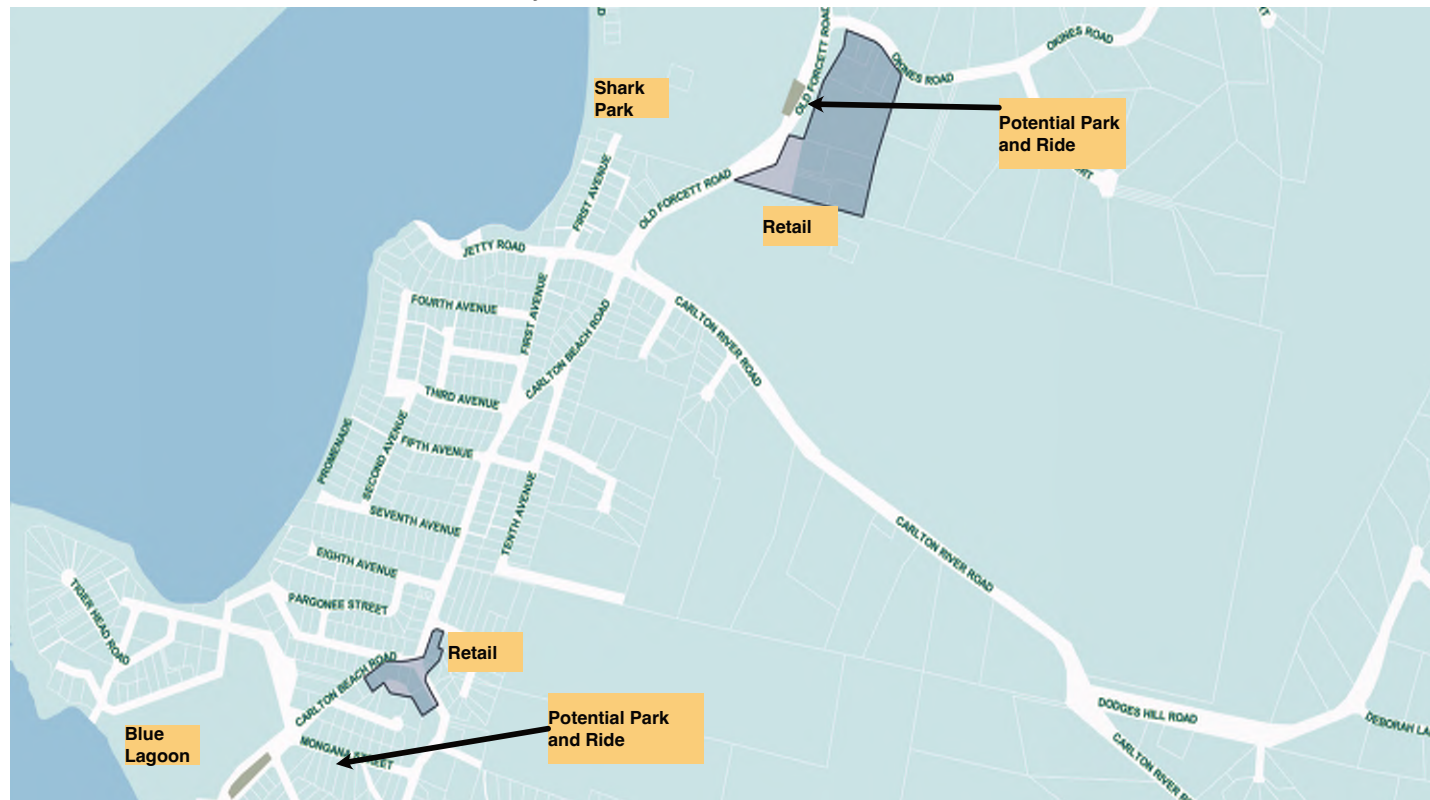 OLD FORCETT ROAD
OKINES ROAD
OKINES ROAD
Shark
Park
Potential Park
and Ride
FIRST AVENUE
OLD FORCETT ROAD
Retail
JETTY ROAD
FOURTH AVENUE
FIRST AVENUE
CARLTON BEACH ROAD
CARLTON RIVER ROAD
THIRD AVENUE
PROMENADE
SECOND AVENUE
FIFTH AVENUE
SEVENTH AVENUE
TENTH AVENUE
EIGHTH AVENUE
CARLTON RIVER ROAD
PARGONEE STREET
TIGER HEAD ROAD
Retail
CARLTON BEACH ROAD
Potential Park
and Ride
Blue
Lagoon
MONGANA STREET
DODGES HILL ROAD
DEBORAH LA
CARLTON RIVER RO